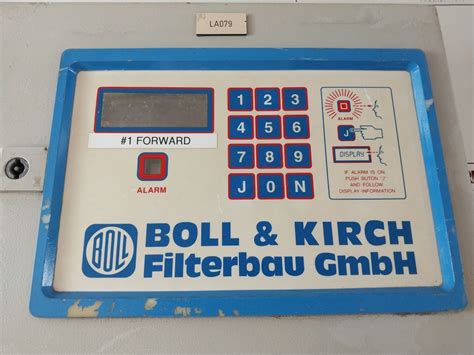 LA079
#1 FORWARD
ALARM
1 2 3
4 5 6
7 8 9
J 0 N
ALARM
J
DISPLAY
IF ALARM IS ON
PUSH BUTTON "J"
AND FOLLOW
DISPLAY INFORMATION
BOLL
BOLL & KIRCH
Filterbau GmbH